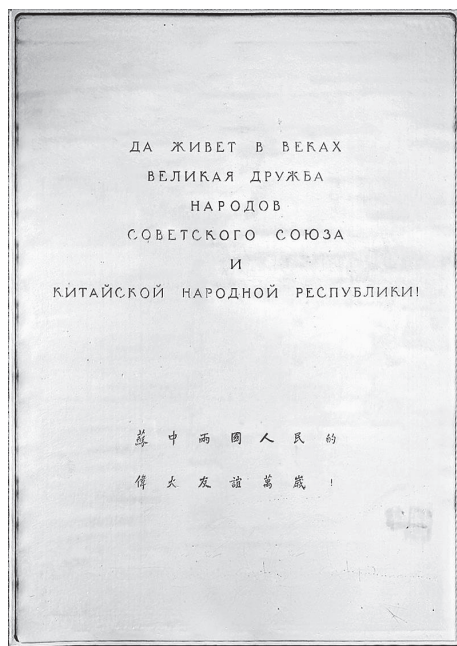 ДА ЖИВЕТ В ВЕКАХ
ВЕЛИКАЯ ДРУЖБА
НАРОДОВ
СОВЕТСКОГО СОЮЗА
И
КИТАЙСКОЙ НАРОДНОЙ РЕСПУБЛИКИ!
蘇中兩國人民的
偉大友誼萬歲!